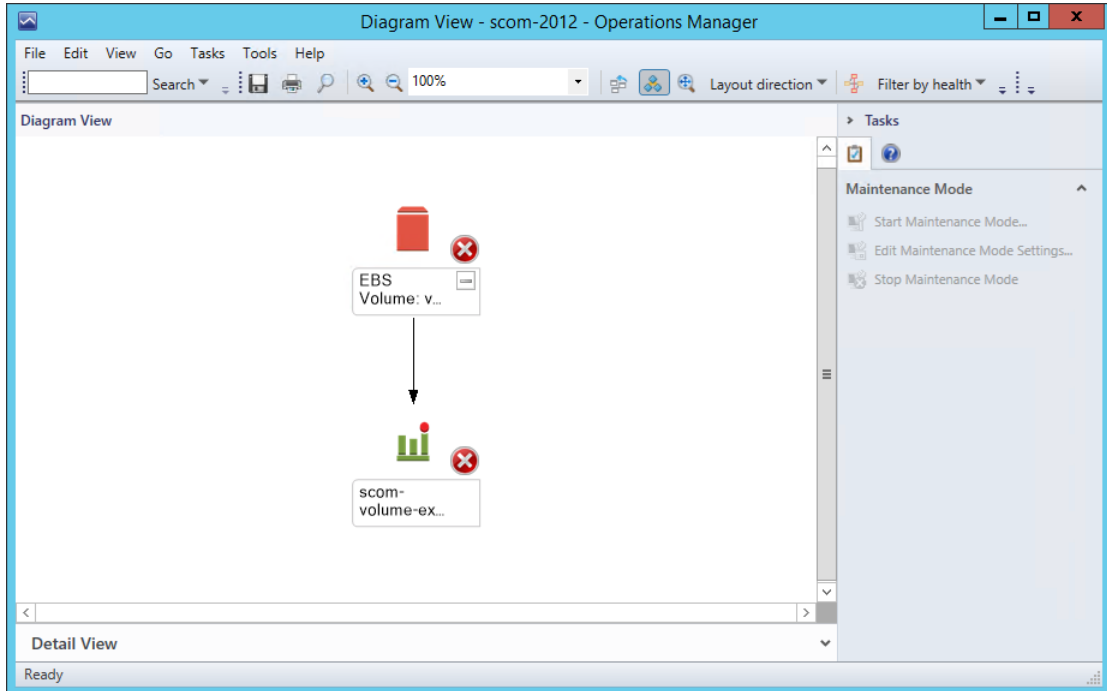 Diagram View - scom-2012 - Operations Manager
File Edit View Go Tasks Tools Help
Search 100% Layout direction Filter by health
Diagram View
Tasks
Maintenance Mode
Start Maintenance Mode...
Edit Maintenance Mode Settings...
Stop Maintenance Mode
EBS
Volume: v...
scom-
volume-ex...
Detail View
Ready